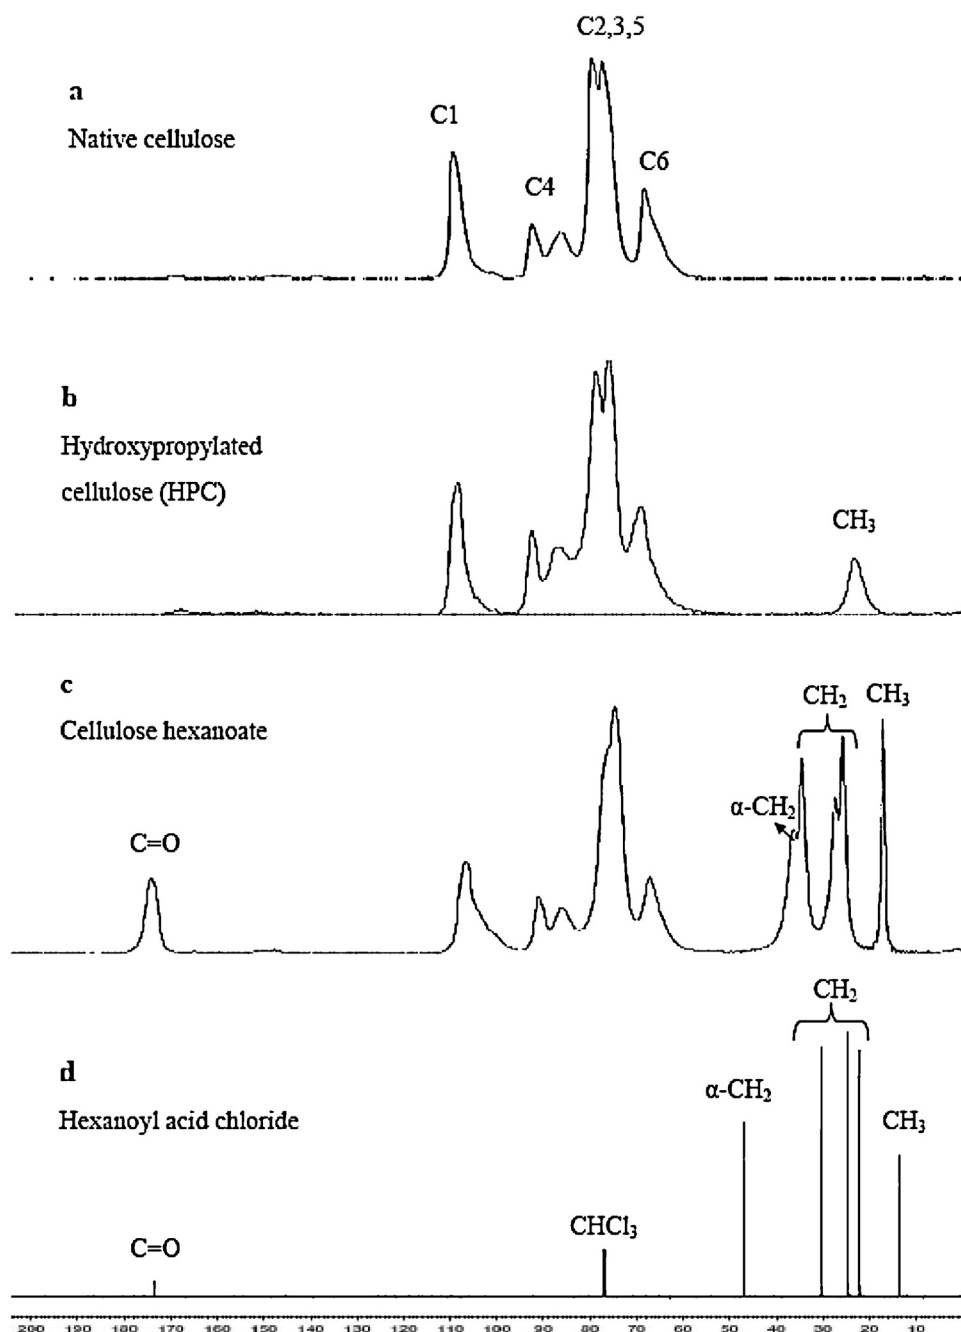 C2,3,5
a
Native cellulose
C1
C4
C6
b
Hydroxypropylated
cellulose (HPC)
CH₃
c
Cellulose hexanoate
C=O
α-CH₂
CH₂
CH₃
CH₂
d
Hexanoyl acid chloride
α-CH₂
CH₃
C=O
CHCl₃
200 190 180 170 160 150 140 130 120 110 100 90 80 70 60 50 40 30 20 10